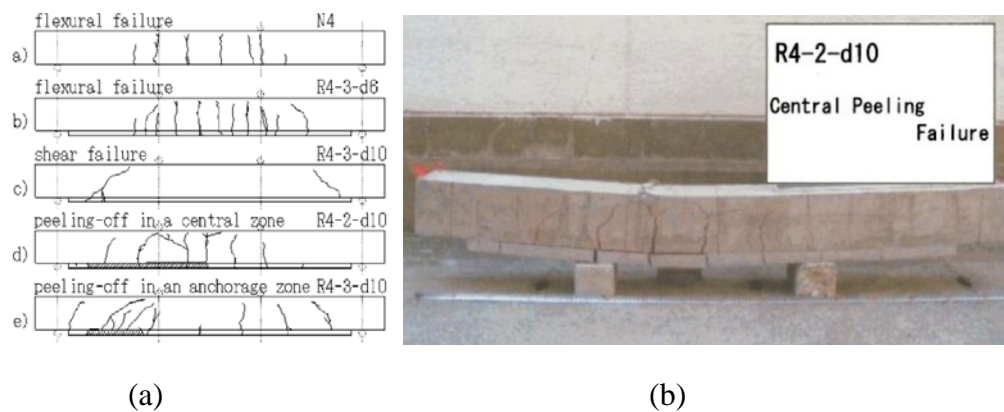 flexural failure N4
a)
flexural failure R4-3-d6
b)
shear failure R4-3-d10
c)
peeling-off in a central zone R4-2-d10
d)
peeling-off in an anchorage zone R4-3-d10
e)
R4-2-d10
Central Peeling
Failure
(a) (b)